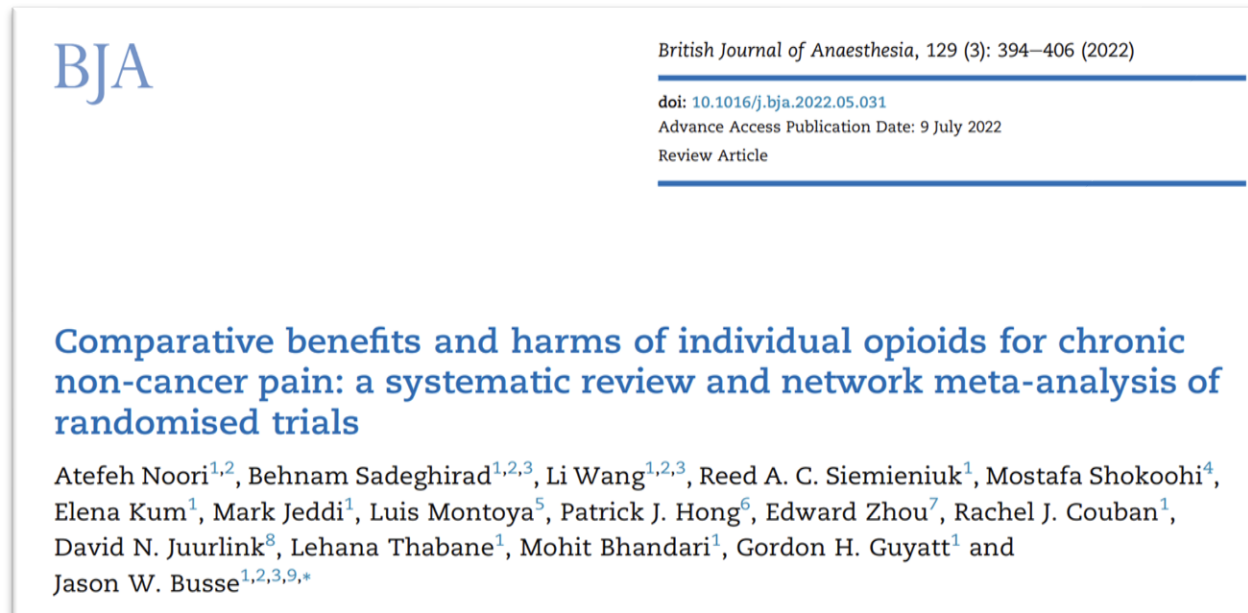 BJA
British Journal of Anaesthesia, 129 (3): 394–406 (2022)
doi: 10.1016/j.bja.2022.05.031
Advance Access Publication Date: 9 July 2022
Review Article
Comparative benefits and harms of individual opioids for chronic
non-cancer pain: a systematic review and network meta-analysis of
randomised trials
Atefeh Noori1,2, Behnam Sadeghirad1,2,3, Li Wang1,2,3, Reed A. C. Siemieniuk1, Mostafa Shokoohi4,
Elena Kum1, Mark Jeddi1, Luis Montoya5, Patrick J. Hong6, Edward Zhou7, Rachel J. Couban1,
David N. Juurlink8, Lehana Thabane1, Mohit Bhandari1, Gordon H. Guyatt1 and
Jason W. Busse1,2,3,9,*